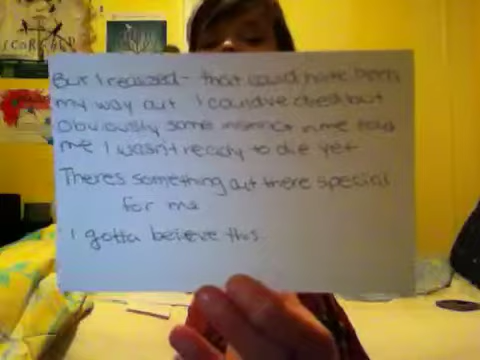 But I realized - that could have been
my way out I could've died but
Obviously some instinct in me told
me I wasn't ready to die yet
Theres something out there special
for me
I gotta believe this.